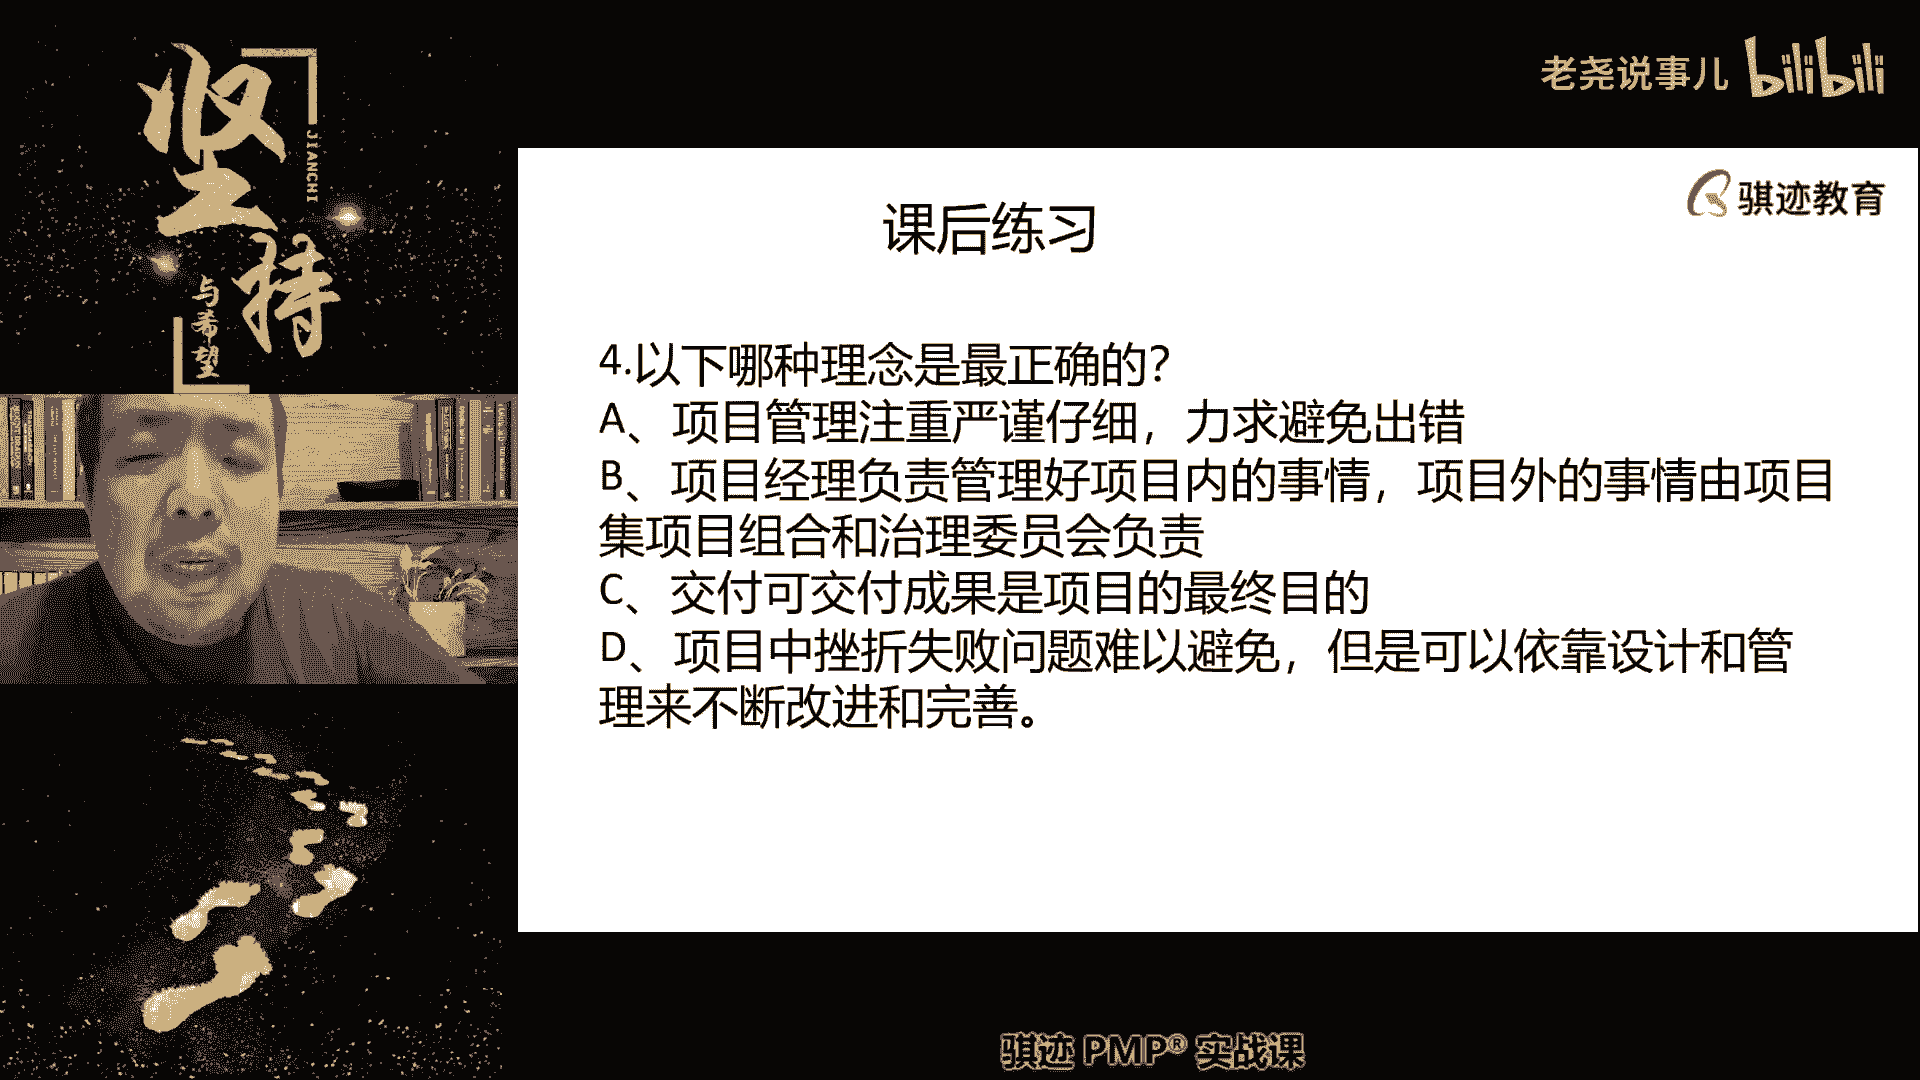 坚持
JIANCHI
与希望
老尧说事儿 bilibili
骐迹教育
课后练习
4.以下哪种理念是最正确的?
A、项目管理注重严谨仔细，力求避免出错
B、项目经理负责管理好项目内的事情，项目外的事情由项目
集项目组合和治理委员会负责
C、交付可交付成果是项目的最终目的
D、项目中挫折失败问题难以避免，但是可以依靠设计和管
理来不断改进和完善。
骐迹 PMP® 实战课